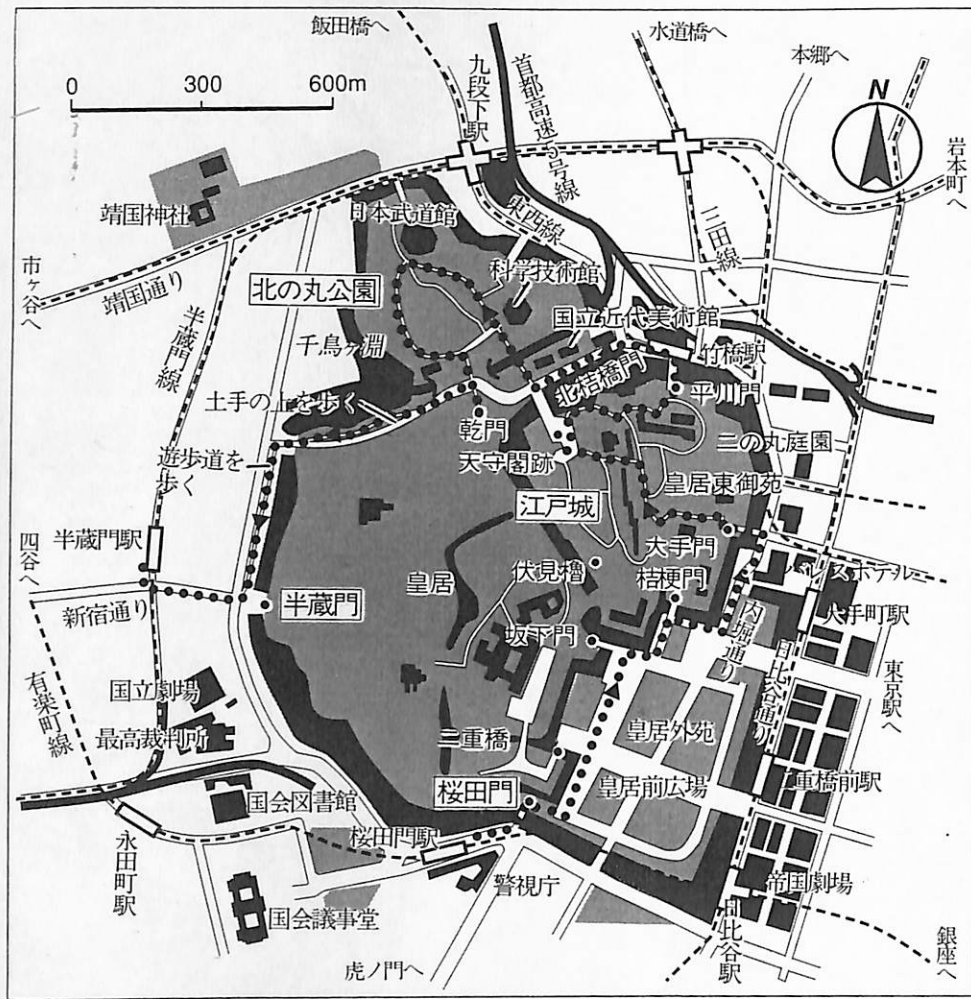 飯田橋へ
水道橋へ
本郷へ
0 300 600m
九段下駅
首都高速5号線
N
岩本町へ
靖国神社
日本武道館
東西線
三田線
市ヶ谷へ
靖国通り
半蔵門線
北の丸公園
科学技術館
国立近代美術館
千鳥ヶ淵
竹橋駅
北桔橋門
平川門
土手の上を歩く
乾門
二の丸庭園
遊歩道を
歩く
天守閣跡
皇居東御苑
江戸城
四谷へ
半蔵門駅
大手門
パレスホテル
皇居
伏見櫓
桔梗門
新宿通り
半蔵門
坂下門
内堀通り
大手町駅
日比谷通り
東京駅へ
有楽町線
国立劇場
最高裁判所
二重橋
皇居外苑
皇居前広場
二重橋前駅
国会図書館
桜田門
桜田門駅
永田町駅
警視庁
帝国劇場
国会議事堂
日比谷駅
銀座へ
虎ノ門へ